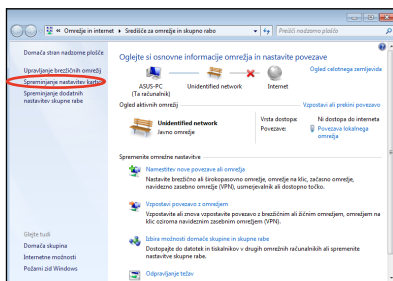 « Omrežje in internet ▸ Središče za omrežje in skupno rabo
Preišči nadzorno ploščo
Domača stran nadzorne plošče
Upravljanje brezžičnih omrežij
Spreminjanje nastavitev kartic
Spreminjanje dodatnih
nastavitev skupne rabe
Glejte tudi
Domača skupina
Internetne možnosti
Požarni zid Windows
Oglejte si osnovne informacije omrežja in nastavite povezave
Ogled celotnega zemljevida
ASUS-PC
(Ta računalnik)
Unidentified network
Internet
Ogled aktivnih omrežij
Vzpostavi ali prekini povezavo
Unidentified network
Javno omrežje
Vrsta dostopa: Ni dostopa do interneta
Povezave: Povezava lokalnega
omrežja
Spremenite omrežne nastavitve
Namestitev nove povezave ali omrežja
Nastavite brezžično ali širokopasovno omrežje, omrežje na klic, začasno omrežje,
navidezno zasebno omrežje (VPN), usmerjevalnik ali dostopno točko.
Vzpostavi povezavo z omrežjem
Vzpostavite ali znova vzpostavite povezavo z brezžičnim ali žičnim omrežjem, omrežjem na
klic oziroma navideznim zasebnim omrežjem (VPN).
Izbira možnosti domače skupine in skupne rabe
Dostopajte do datotek in tiskalnikov v drugih omrežnih računalnikih ali spremenite
nastavitve skupne rabe.
Odpravljanje težav